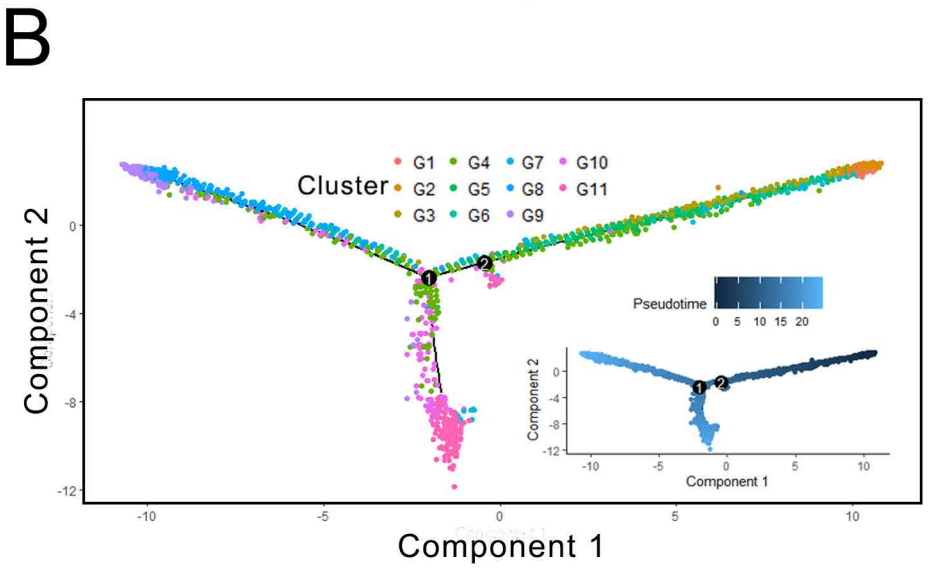 B
Cluster
G1 G4 G7 G10
G2 G5 G8 G11
G3 G6 G9
Component 2
0
-4
-8
-12
1
2
-10 -5 0 5 10
Component 1
Pseudotime
0 5 10 15 20
Component 2
0
-4
-8
-12
1
2
-10 -5 0 5 10
Component 1